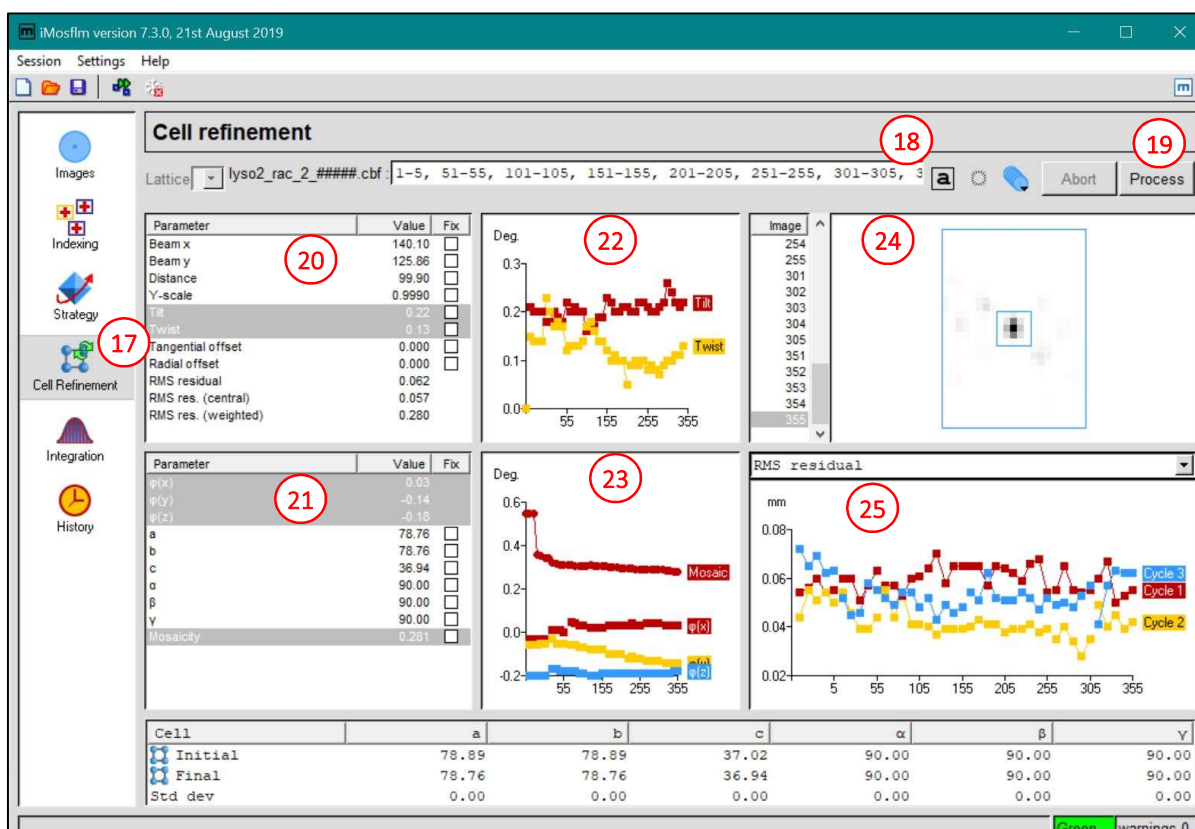 iMosflm version 7.3.0, 21st August 2019
Session Settings Help
Cell refinement
18
19
Lattice lyso2_rac_2_#####.cbf : 1-5, 51-55, 101-105, 151-155, 201-205, 251-255, 301-305, 3 a Abort Process
Images
Indexing
Strategy
17
Cell Refinement
Integration
History
Parameter Value Fix
20
Beam x 140.10
Beam y 125.86
Distance 99.90
Y-scale 0.9990
Tilt 0.22
Twist 0.13
Tangential offset 0.000
Radial offset 0.000
RMS residual 0.062
RMS res. (central) 0.057
RMS res. (weighted) 0.280
Deg.
22
0.3
0.2
0.1
0.0
Tilt
Twist
55 155 255 355
Image
24
254
255
301
302
303
304
305
351
352
353
354
355
Parameter Value Fix
21
φ(x) 0.03
φ(y) -0.14
φ(z) -0.18
a 78.76
b 78.76
c 36.94
α 90.00
β 90.00
γ 90.00
Mosaicity 0.281
Deg.
23
0.6
0.4
0.2
0.0
-0.2
Mosaic
φ(x)
φ(y)
φ(z)
55 155 255 355
RMS residual
25
mm
0.08
0.06
0.04
0.02
Cycle 3
Cycle 1
Cycle 2
5 55 105 155 205 255 305 355
Cell a b c α β γ
Initial 78.89 78.89 37.02 90.00 90.00 90.00
Final 78.76 78.76 36.94 90.00 90.00 90.00
Std dev 0.00 0.00 0.00 0.00 0.00 0.00
Green warnings 0